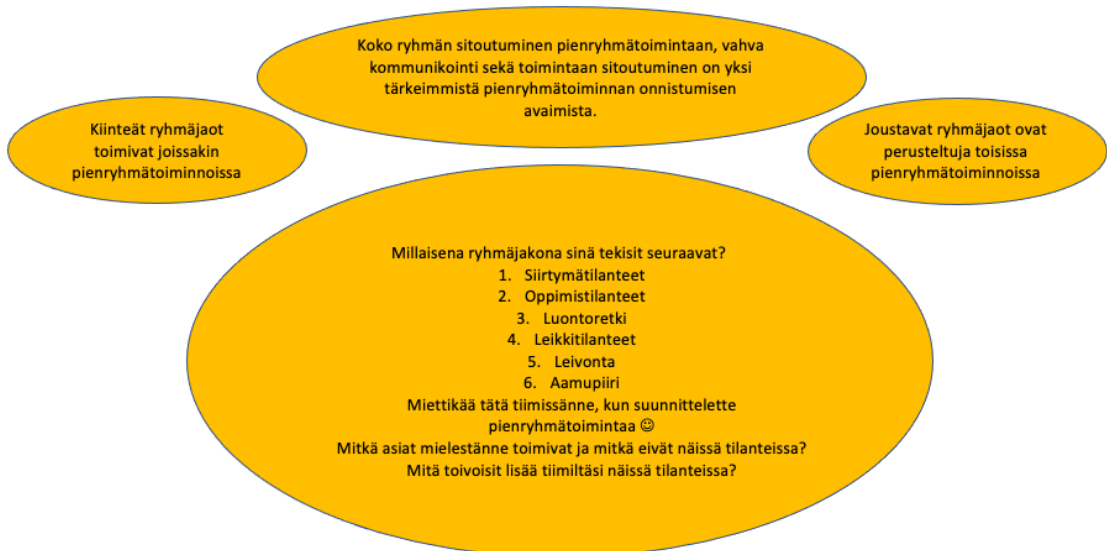 Koko ryhmän sitoutuminen pienryhmätoimintaan, vahva
kommunikointi sekä toimintaan sitoutuminen on yksi
tärkeimmistä pienryhmätoiminnan onnistumisen
avaimista.
Kiinteät ryhmäjaot
toimivat joissakin
pienryhmätoiminnoissa
Joustavat ryhmäjaot ovat
perusteltuja toisissa
pienryhmätoiminnoissa
Millaisena ryhmäjakona sinä tekisit seuraavat?
1. Siirtymätilanteet
2. Oppimistilanteet
3. Luontoretki
4. Leikkitilanteet
5. Leivonta
6. Aamupiiri
Miettikää tätä tiimissänne, kun suunnittelette
pienryhmätoimintaa ☺
Mitkä asiat mielestänne toimivat ja mitkä eivät näissä tilanteissa?
Mitä toivoisit lisää tiimiltäsi näissä tilanteissa?